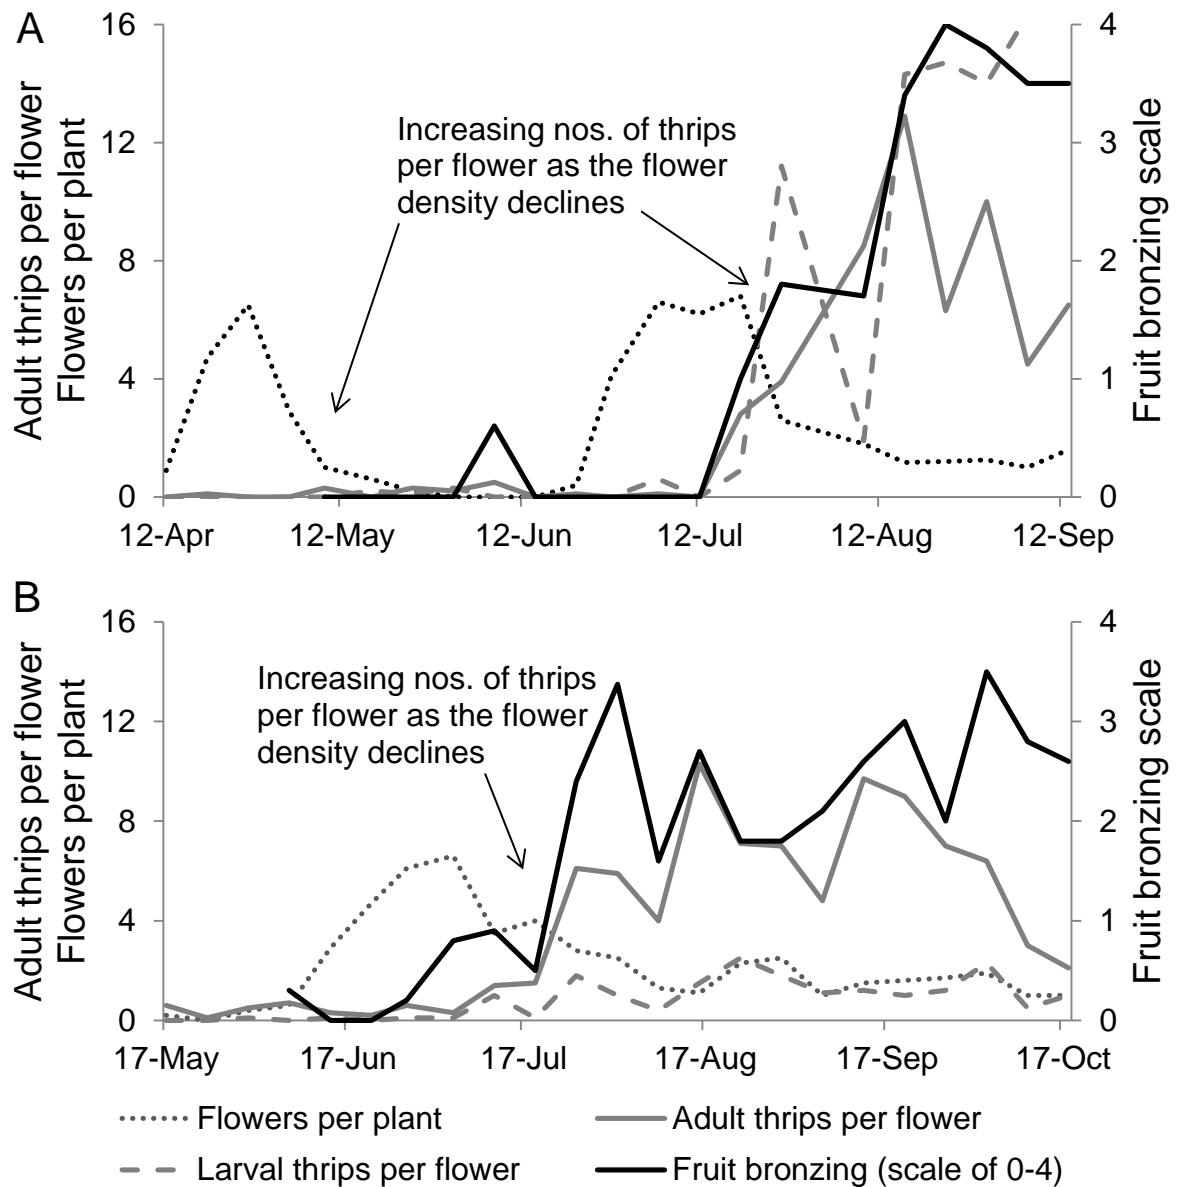 A
Adult thrips per flower
Flowers per plant
16
12
8
4
0
Increasing nos. of thrips
per flower as the flower
density declines
4
3
2
1
0
Fruit bronzing scale
12-Apr 12-May 12-Jun 12-Jul 12-Aug 12-Sep
B
Adult thrips per flower
Flowers per plant
16
12
8
4
0
Increasing nos. of thrips
per flower as the flower
density declines
4
3
2
1
0
Fruit bronzing scale
17-May 17-Jun 17-Jul 17-Aug 17-Sep 17-Oct
Flowers per plant Adult thrips per flower
Larval thrips per flower Fruit bronzing (scale of 0-4)